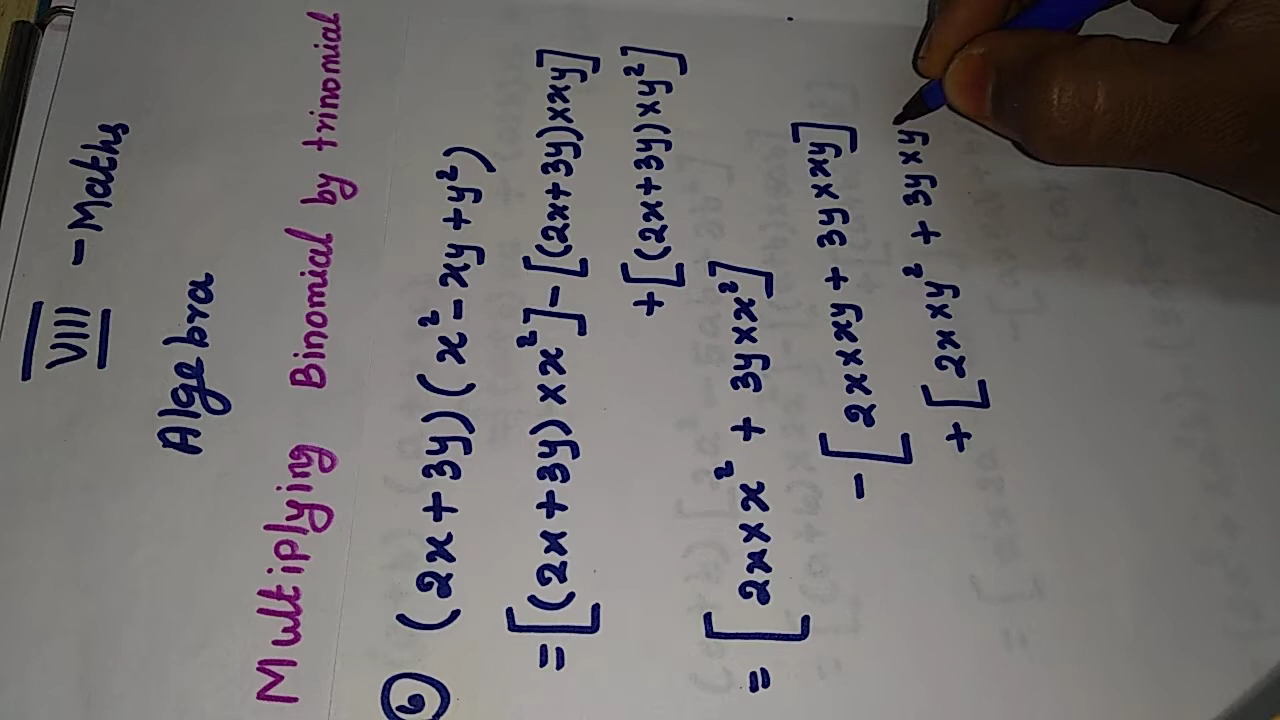 VIII - Maths
Algebra
Multiplying Binomial by trinomial
6 (2x + 3y) (x² - xy + y²)
= [(2x + 3y) × x²] - [(2x + 3y) × xy]
+ [(2x + 3y) × y²]
= [2x × x² + 3y × x²]
- [2x × xy + 3y × xy]
+ [2x × y² + 3y × y